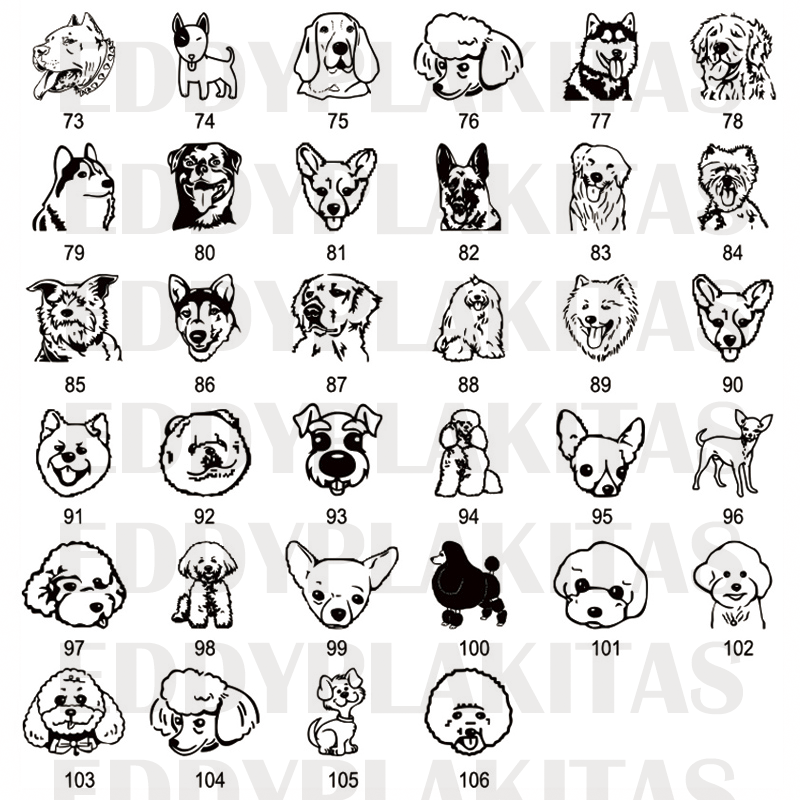 EDDYPLAKITAS
73 74 75 76 77 78
EDDYPLAKITAS
79 80 81 82 83 84
EDDYPLAKITAS
85 86 87 88 89 90
EDDYPLAKITAS
91 92 93 94 95 96
EDDYPLAKITAS
97 98 99 100 101 102
EDDYPLAKITAS
103 104 105 106
EDDYPLAKITAS